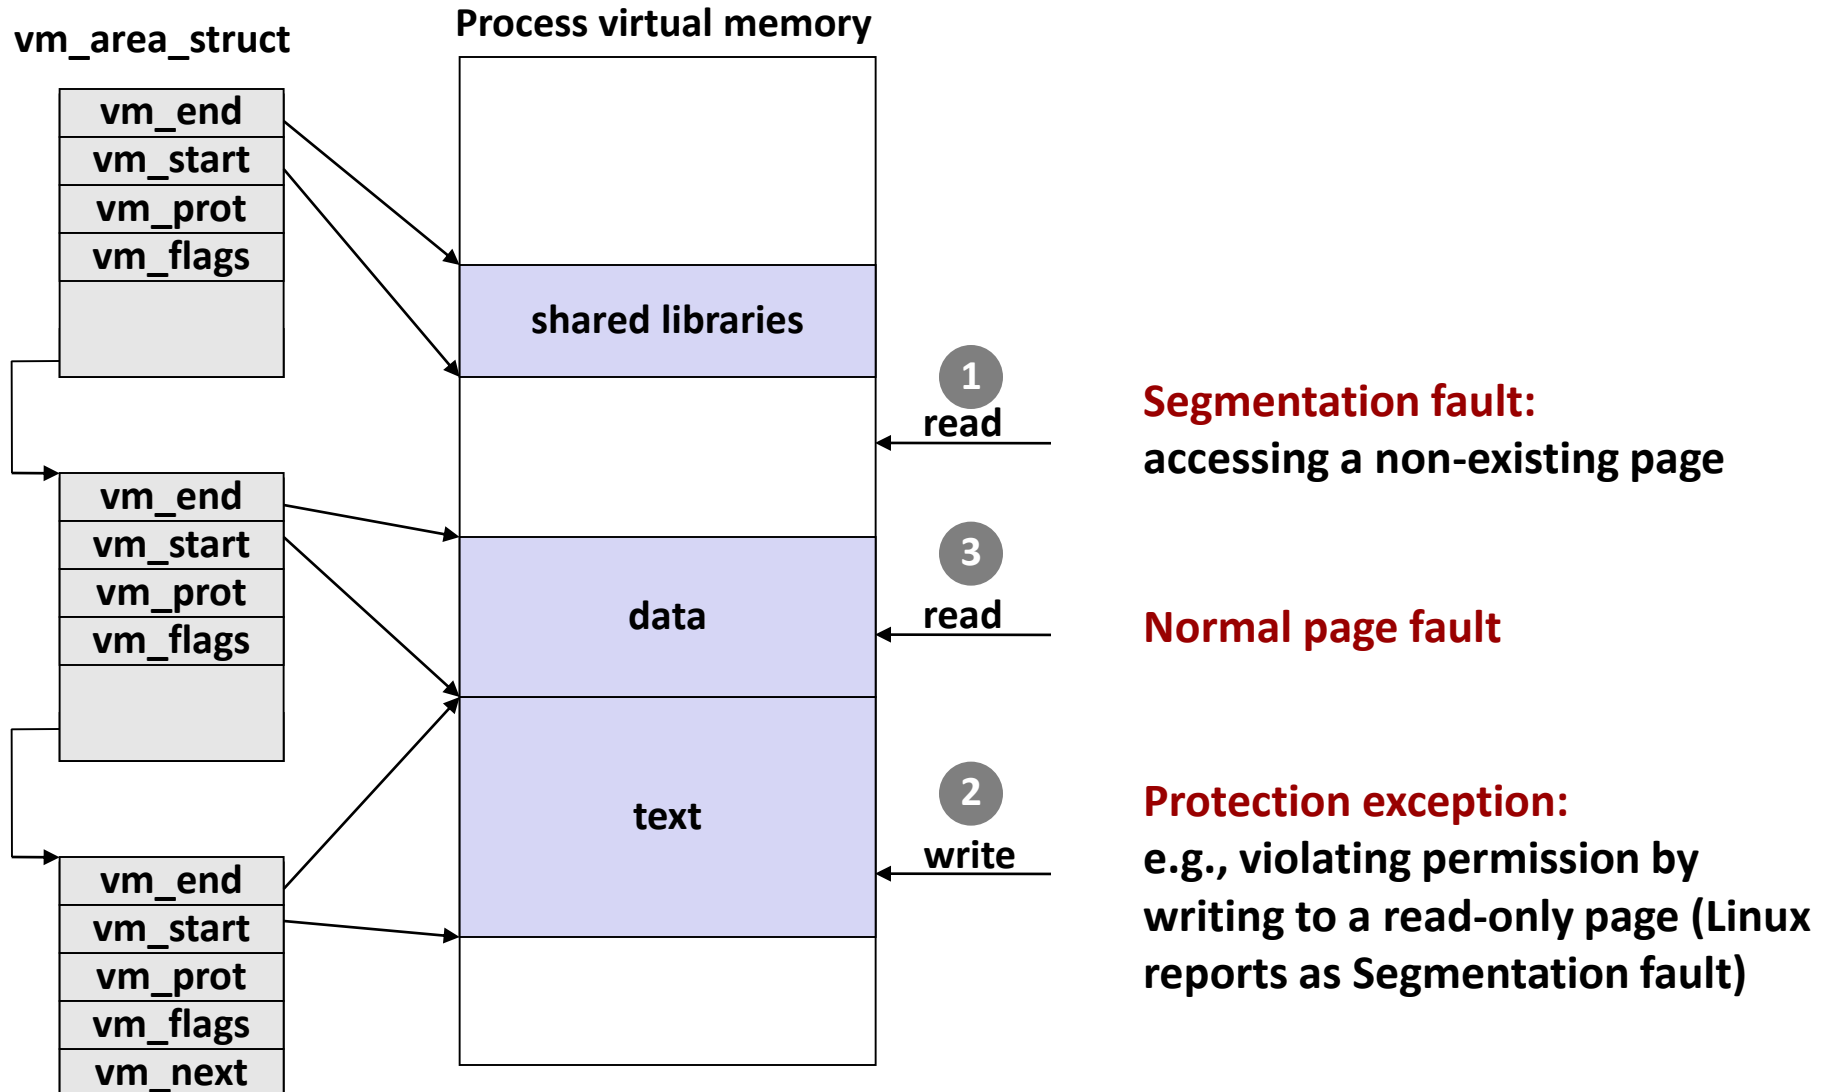 Process virtual memory
vm_area_struct
vm_end
vm_start
vm_prot
vm_flags
shared libraries
1
read
Segmentation fault:
accessing a non-existing page
vm_end
vm_start
vm_prot
vm_flags
data
3
read
Normal page fault
text
2
write
Protection exception:
e.g., violating permission by
writing to a read-only page (Linux
reports as Segmentation fault)
vm_end
vm_start
vm_prot
vm_flags
vm_next